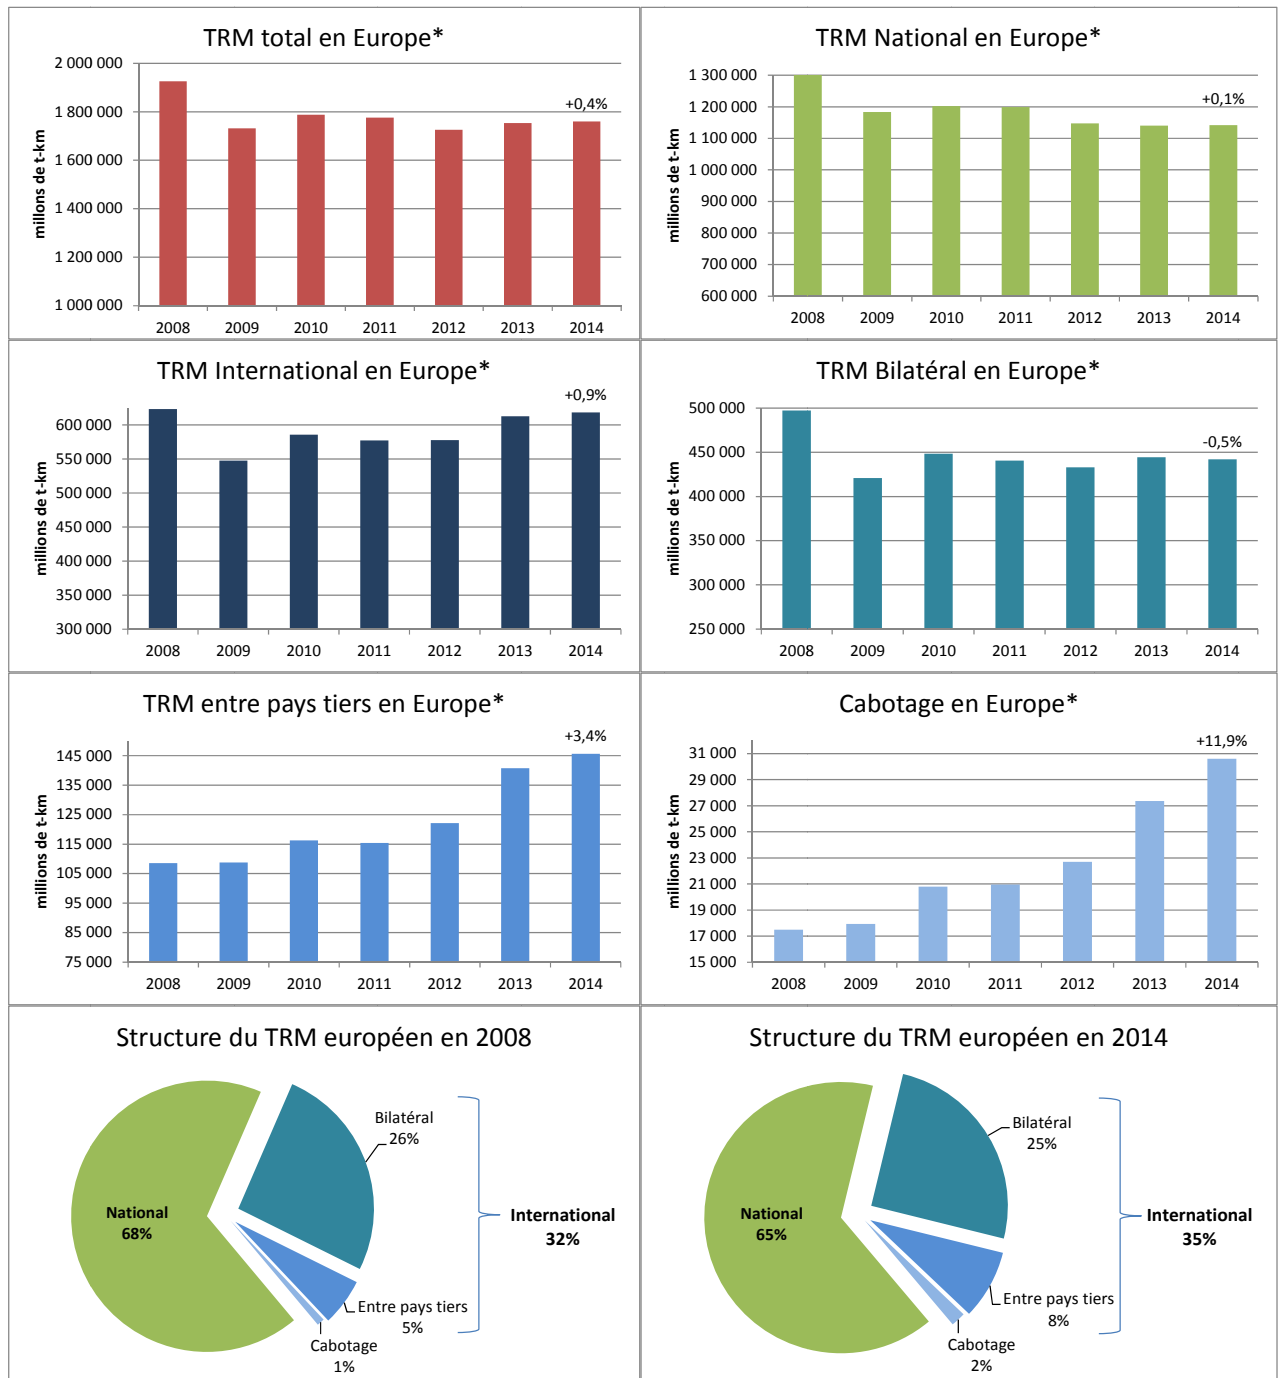 TRM total en Europe*
millons de t-km
2 000 000
1 800 000
1 600 000
1 400 000
1 200 000
1 000 000
+0,4%
2008 2009 2010 2011 2012 2013 2014
TRM National en Europe*
millions de t-km
1 300 000
1 200 000
1 100 000
1 000 000
900 000
800 000
700 000
600 000
+0,1%
2008 2009 2010 2011 2012 2013 2014
TRM International en Europe*
millions de t-km
600 000
550 000
500 000
450 000
400 000
350 000
300 000
+0,9%
2008 2009 2010 2011 2012 2013 2014
TRM Bilatéral en Europe*
millions de t-km
500 000
450 000
400 000
350 000
300 000
250 000
-0,5%
2008 2009 2010 2011 2012 2013 2014
TRM entre pays tiers en Europe*
millions de t-km
145 000
135 000
125 000
115 000
105 000
95 000
85 000
75 000
+3,4%
2008 2009 2010 2011 2012 2013 2014
Cabotage en Europe*
millions de t-km
31 000
29 000
27 000
25 000
23 000
21 000
19 000
17 000
15 000
+11,9%
2008 2009 2010 2011 2012 2013 2014
Structure du TRM européen en 2008
Bilatéral
26%
National
68%
International
32%
Entre pays tiers
5%
Cabotage
1%
Structure du TRM européen en 2014
Bilatéral
25%
National
65%
International
35%
Entre pays tiers
8%
Cabotage
2%